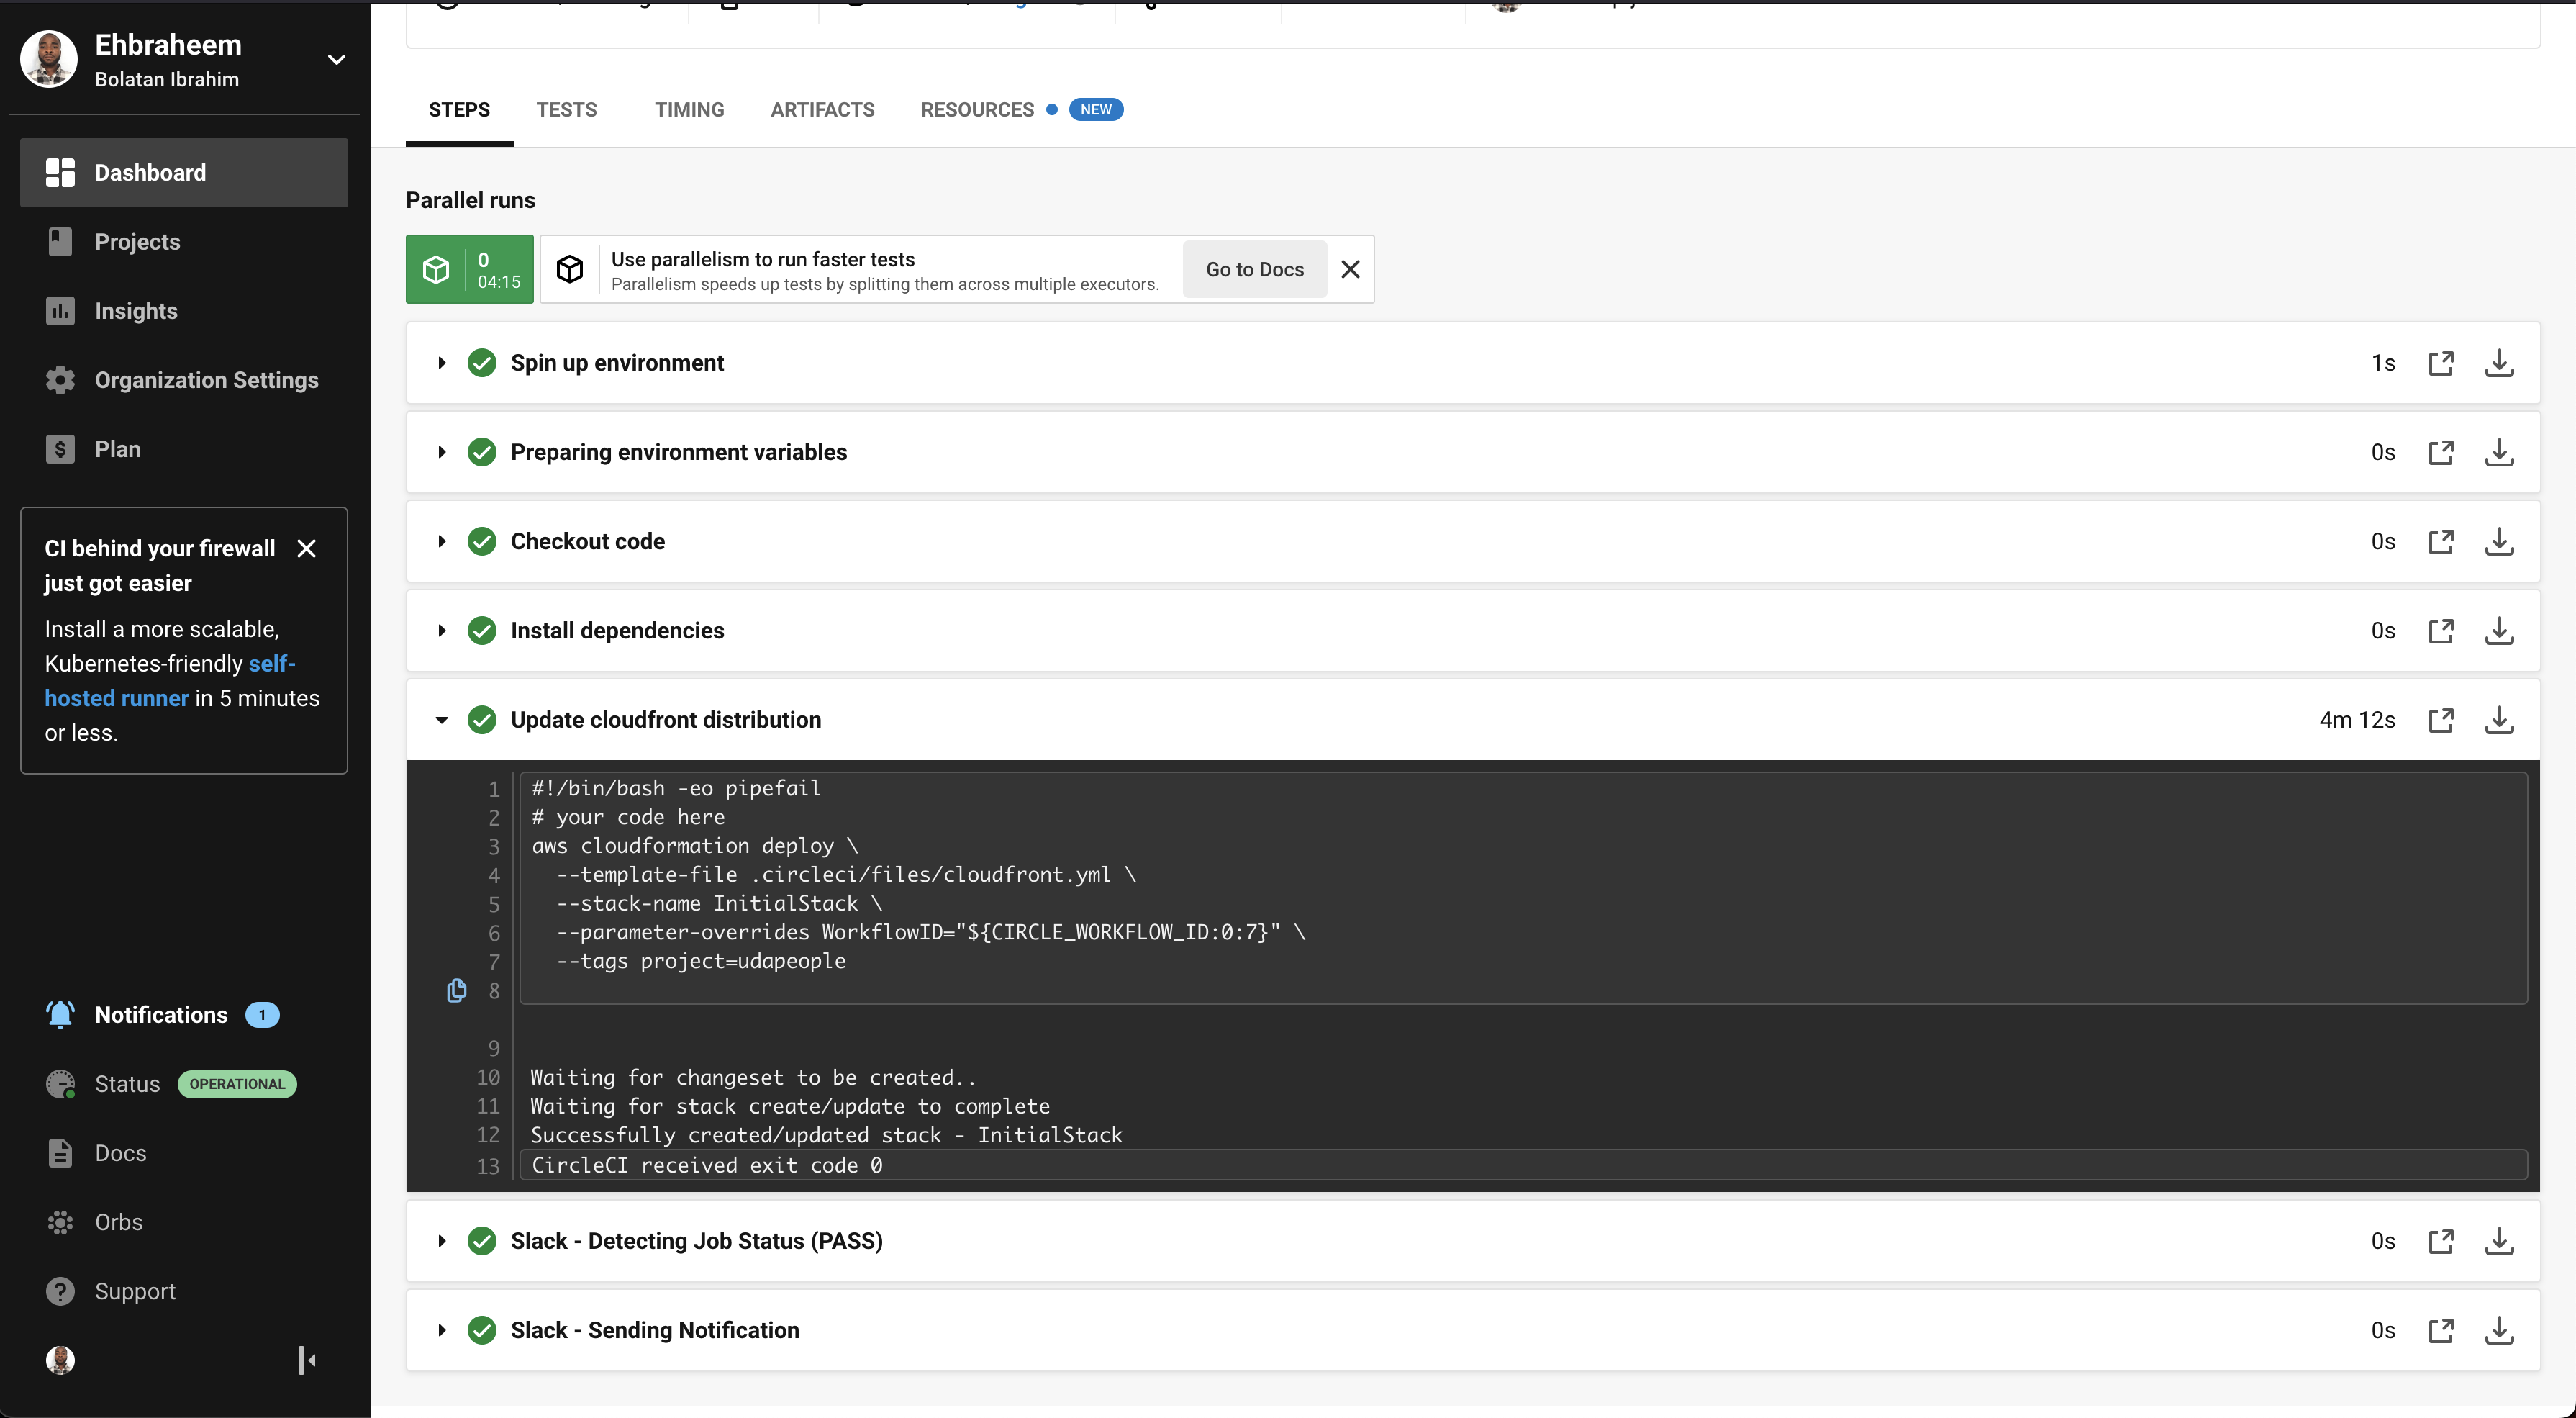 Ehbraheem
Bolatan Ibrahim
Dashboard
Projects
Insights
Organization Settings
Plan
CI behind your firewall
just got easier
Install a more scalable,
Kubernetes-friendly self-
hosted runner in 5 minutes
or less.
Notifications 1
Status OPERATIONAL
Docs
Orbs
Support
STEPS TESTS TIMING ARTIFACTS RESOURCES NEW
Parallel runs
0
04:15
Use parallelism to run faster tests
Parallelism speeds up tests by splitting them across multiple executors.
Go to Docs
Spin up environment 1s
Preparing environment variables 0s
Checkout code 0s
Install dependencies 0s
Update cloudfront distribution 4m 12s
1 #!/bin/bash -eo pipefail
2 # your code here
3 aws cloudformation deploy \
4 --template-file .circleci/files/cloudfront.yml \
5 --stack-name InitialStack \
6 --parameter-overrides WorkflowID="${CIRCLE_WORKFLOW_ID:0:7}" \
7 --tags project=udapeople
8
9
10 Waiting for changeset to be created..
11 Waiting for stack create/update to complete
12 Successfully created/updated stack - InitialStack
13 CircleCI received exit code 0
Slack - Detecting Job Status (PASS) 0s
Slack - Sending Notification 0s